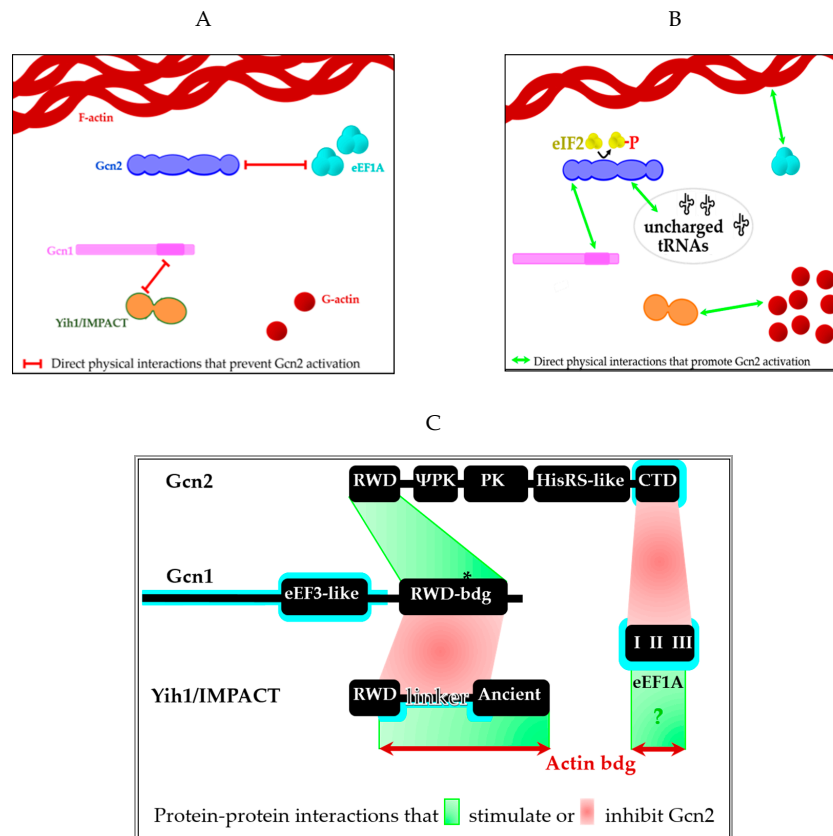 A
B
F-actin
Gcn2
eEF1A
Gcn1
G-actin
Yih1/IMPACT
Direct physical interactions that prevent Gcn2 activation
eIF2 -P
uncharged
tRNAs
Direct physical interactions that promote Gcn2 activation
C
Gcn2 RWD ΨPK PK HisRS-like CTD
*
Gcn1 eEF3-like RWD-bdg
I II III
Yih1/IMPACT RWD linker Ancient eEF1A
?
Actin bdg
Protein-protein interactions that stimulate or inhibit Gcn2